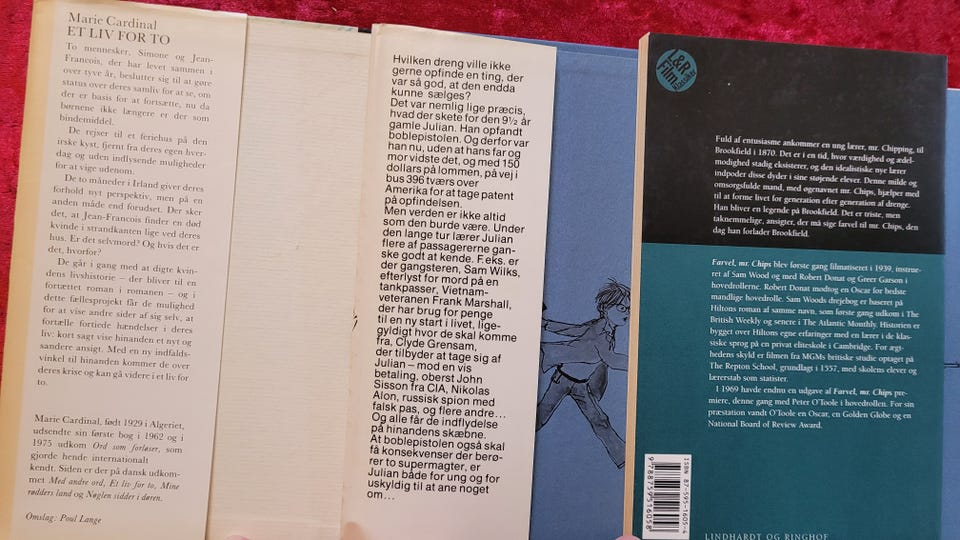 Marie Cardinal
ET LIV FOR TO
To mennesker, Simone og Jean-
Francois, der har levet sammen i
over tyve år, beslutter sig til at gøre
status over deres samliv for at se, om
der er basis for at fortsætte, nu da
børnene ikke længere er der som
bindemiddel.
De rejser til et feriehus på den
irske kyst, fjernt fra deres egen hver-
dag og uden indlysende muligheder
for at vige udenom.
De to måneder i Irland giver deres
forhold nyt perspektiv, men på en
anden måde end forudset. Der sker
det, at Jean-Francois finder en død
kvinde i strandkanten lige ved deres
hus. Er det selvmord? Og hvis det er
det, hvorfor?
De går i gang med at digte kvin-
dens livshistorie – der bliver til en
fortættet roman i romanen – og i
dette fællesprojekt får de mulighed
for at vise andre sider af sig selv, at
fortælle fortiede hændelser i deres
liv: kort sagt vise hinanden et nyt og
sandere ansigt. Med en ny indfalds-
vinkel til hinanden kommer de over
deres krise og kan gå videre i et liv for
to.
Marie Cardinal, født 1929 i Algeriet,
udsendte sin første bog i 1962 og i
1975 udkom Ord som forløser, som
gjorde hende internationalt
kendt. Siden er der på dansk udkom-
met Med andre ord, Et liv for to, Mine
rødders land og Nøglen sidder i døren.
Omslag: Poul Lange
Hvilken dreng ville ikke
gerne opfinde en ting, der
var så god, at den endda
kunne sælges?
Det var nemlig lige præcis,
hvad der skete for den 9½ år
gamle Julian. Han opfandt
boblepistolen. Og derfor var
han nu, uden at hans far og
mor vidste det, og med 150
dollars på lommen, på vej i
bus 396 tværs over
Amerika for at tage patent
på opfindelsen.
Men verden er ikke altid
som den burde være. Under
den lange tur lærer Julian
flere af passagererne gan-
ske godt at kende. F.eks. er
der gangsteren, Sam Wilks,
efterlyst for mord på en
tankpasser, Vietnam-
veteranen Frank Marshall,
der har brug for penge
til en ny start i livet, lige-
gyldigt hvor de skal komme
fra, Clyde Grensam,
der tilbyder at tage sig af
Julian – mod en vis
betaling, oberst John
Sisson fra CIA, Nikolas
Alon, russisk spion med
falsk pas, og flere andre...
Og alle får de indflydelse
på hinandens skæbne.
At boblepistolen også skal
få konsekvenser der berø-
rer to supermagter, er
Julian både for ung og for
uskyldig til at ane noget
om...
L&R
Film
Klassiker
Fuld af entusiasme ankommer en ung lærer, mr. Chipping, til
Brookfield i 1870. Det er i en tid, hvor værdighed og ædel-
modighed stadig eksisterer, og den idealistiske nye lærer
indpoder disse dyder i sine støjende elever. Denne milde og
omsorgsfulde mand, med øgenavnet mr. Chips, hjælper med
til at forme livet for generation efter generation af drenge.
Han bliver en legende på Brookfield. Det er triste, men
taknemmelige, ansigter, der må sige farvel til mr. Chips, den
dag han forlader Brookfield.
Farvel, mr. Chips blev første gang filmatiseret i 1939, instrue-
ret af Sam Wood og med Robert Donat og Greer Garson i
hovedrollerne. Robert Donat modtog en Oscar for bedste
mandlige hovedrolle. Sam Woods drejebog er baseret på
Hiltons roman af samme navn, som første gang udkom i The
British Weekly og senere i The Atlantic Monthly. Historien er
bygget over Hiltons egne erfaringer med en lærer i de klas-
siske sprog på en privat eliteskole i Cambridge. For ægt-
hedens skyld er filmen fra MGMs britiske studie optaget på
The Repton School, grundlagt i 1557, med skolens elever og
lærerstab som statister.
I 1969 havde endnu en udgave af Farvel, mr. Chips pre-
miere, denne gang med Peter O'Toole i hovedrollen. For sin
præstation vandt O'Toole en Oscar, en Golden Globe og en
National Board of Review Award.
ISBN 87-595-1605-4
9788759516058
LINDHARDT OG RINGHOF